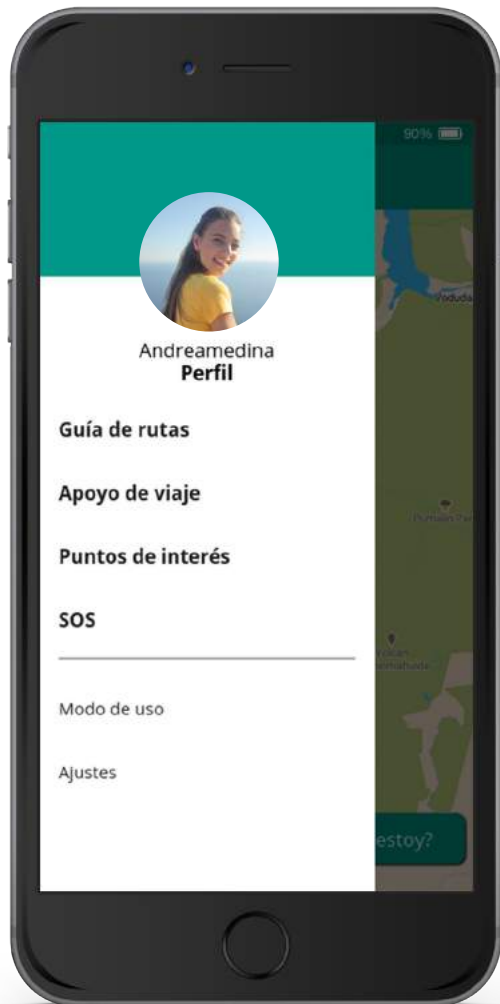 90%
Andreamedina
Perfil
Guía de rutas
Apoyo de viaje
Puntos de interés
SOS
Modo de uso
Ajustes
estoy?